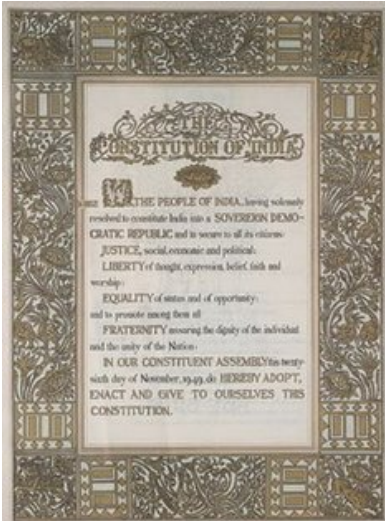 THE
CONSTITUTION OF INDIA
WE, THE PEOPLE OF INDIA, having solemnly
resolved to constitute India into a SOVEREIGN DEMO-
CRATIC REPUBLIC and to secure to all its citizens:
JUSTICE, social, economic and political;
LIBERTY of thought, expression, belief, faith and
worship;
EQUALITY of status and of opportunity;
and to promote among them all
FRATERNITY assuring the dignity of the individual
and the unity of the Nation;
IN OUR CONSTITUENT ASSEMBLY this twenty-
sixth day of November, 1949, do HEREBY ADOPT,
ENACT AND GIVE TO OURSELVES THIS
CONSTITUTION.